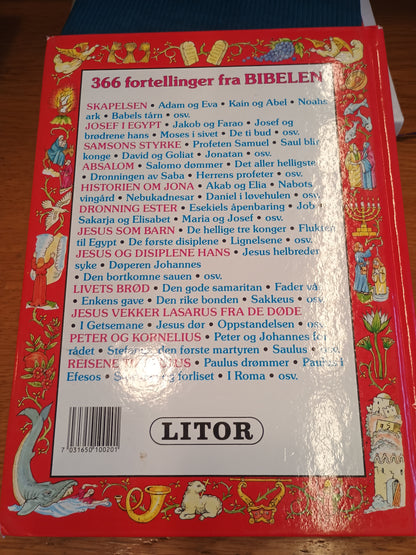 366 fortellinger fra BIBELEN
SKAPELSEN • Adam og Eva • Kain og Abel • Noahs
ark • Babels tårn • osv.
JOSEF I EGYPT • Jakob og Farao • Josef og
brødrene hans • Moses i sivet • De ti bud • osv.
SAMSONS STYRKE • Profeten Samuel • Saul blir
konge • David og Goliat • Jonatan • osv.
ABSALOM • Salomo dømmer • Det aller helligste
• Dronningen av Saba • Herrens profeter • osv.
HISTORIEN OM JONA • Akab og Elia • Nabots
vingård • Nebukadnesar • Daniel i løvehulen • osv.
DRONNING ESTER • Esekiels åpenbaring • Job •
Sakarja og Elisabet • Maria og Josef • osv.
JESUS SOM BARN • De hellige tre konger • Flukten
til Egypt • De første disiplene • Lignelsene • osv.
JESUS OG DISIPLENE HANS • Jesus helbreder
syke • Døperen Johannes
• Den bortkomne sauen • osv.
LIVETS BRØD • Den gode samaritan • Fader vår
Enkens gave • Den rike bonden • Sakkeus • osv.
JESUS VEKKER LASARUS FRA DE DØDE
• I Getsemane • Jesus dør • Oppstandelsen • osv.
PETER OG KORNELIUS • Peter og Johannes for
rådet • Stefanus den første martyren • Saulus • osv.
REISENE • Paulus drømmer • Paulus i
Efesos • forliset • I Roma • osv.
LITOR
7 031650 100201